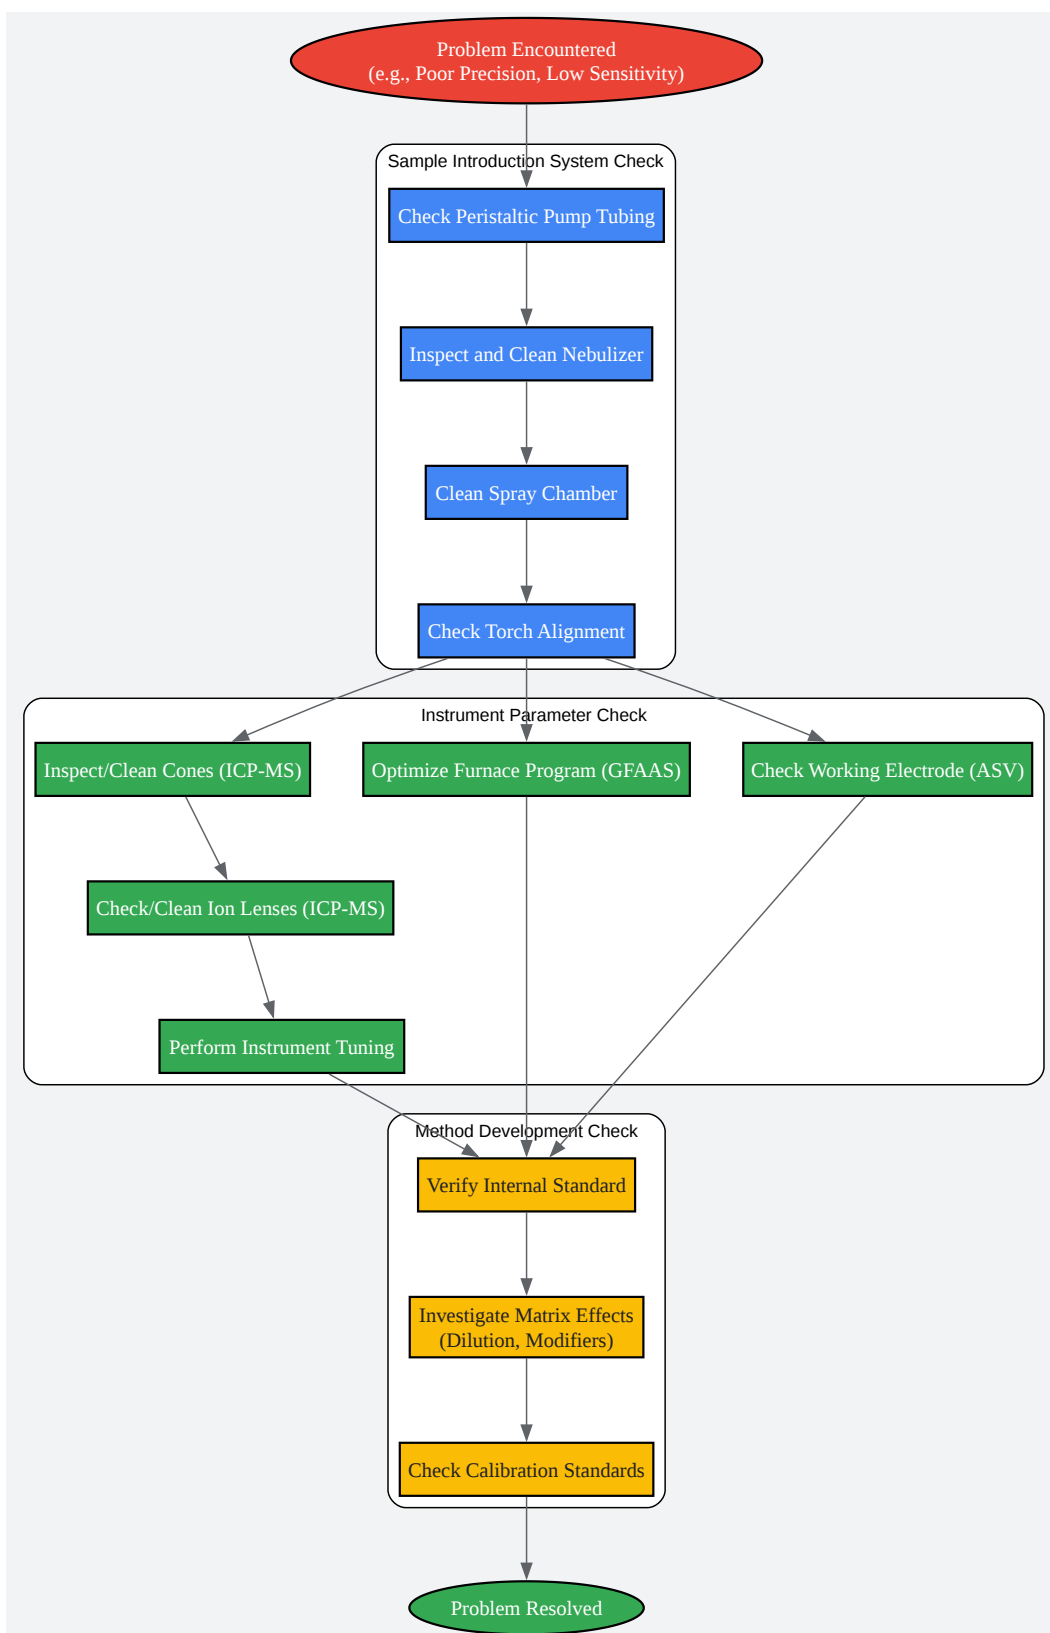 Problem Encountered
(e.g., Poor Precision, Low Sensitivity)
Sample Introduction System Check
Check Peristaltic Pump Tubing
Inspect and Clean Nebulizer
Clean Spray Chamber
Check Torch Alignment
Instrument Parameter Check
Inspect/Clean Cones (ICP-MS)
Optimize Furnace Program (GFAAS)
Check Working Electrode (ASV)
Check/Clean Ion Lenses (ICP-MS)
Perform Instrument Tuning
Method Development Check
Verify Internal Standard
Investigate Matrix Effects
(Dilution, Modifiers)
Check Calibration Standards
Problem Resolved